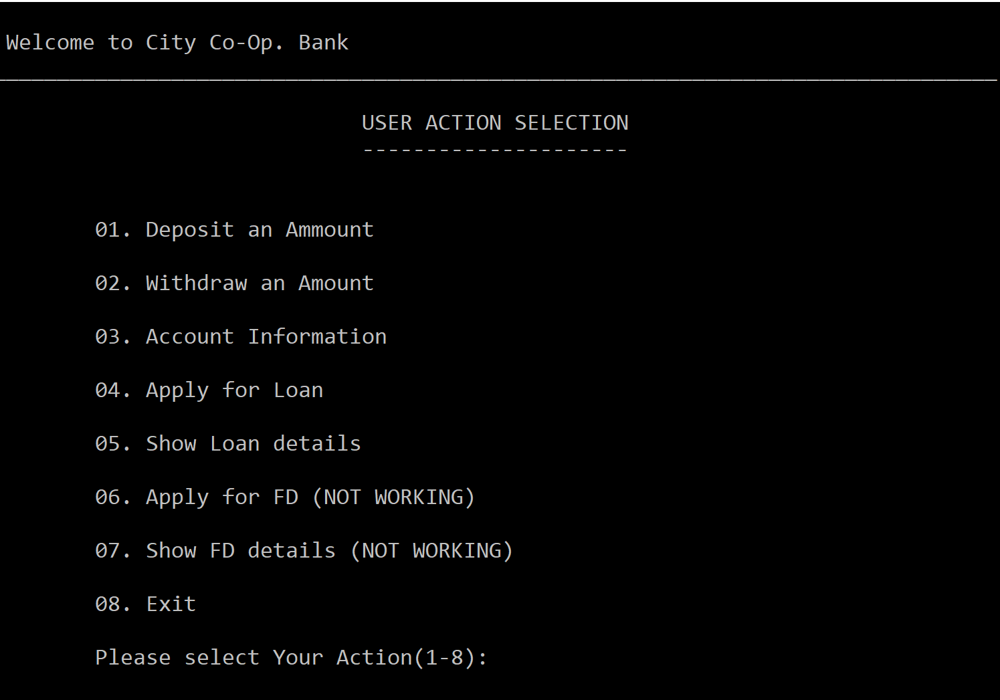 Welcome to City Co-Op. Bank
USER ACTION SELECTION
---------------------
01. Deposit an Ammount
02. Withdraw an Amount
03. Account Information
04. Apply for Loan
05. Show Loan details
06. Apply for FD (NOT WORKING)
07. Show FD details (NOT WORKING)
08. Exit
Please select Your Action(1-8):